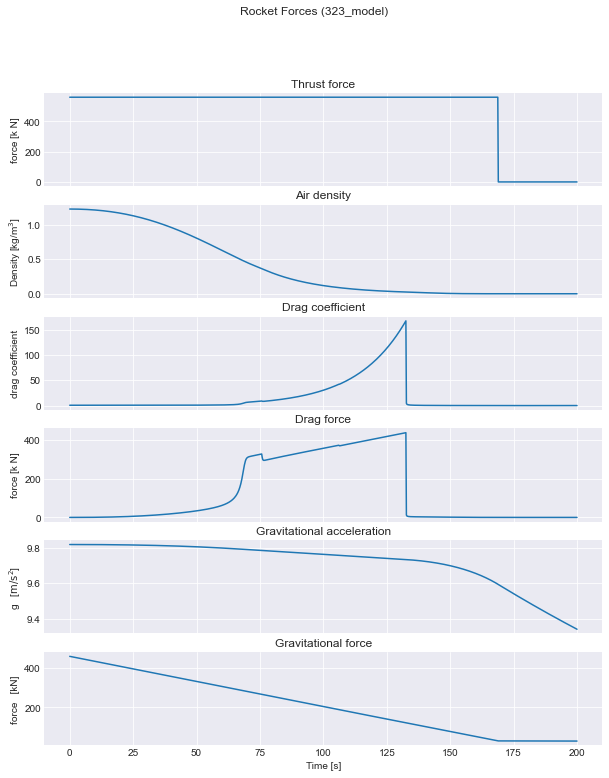 Rocket Forces (323_model)
Thrust force
force [k N]
400
200
0
Air density
Density [kg/m³]
1.0
0.5
0.0
Drag coefficient
drag coefficient
150
100
50
0
Drag force
force [k N]
400
200
0
Gravitational acceleration
g [m/s²]
9.8
9.6
9.4
Gravitational force
force [kN]
400
200
0 25 50 75 100 125 150 175 200
Time [s]